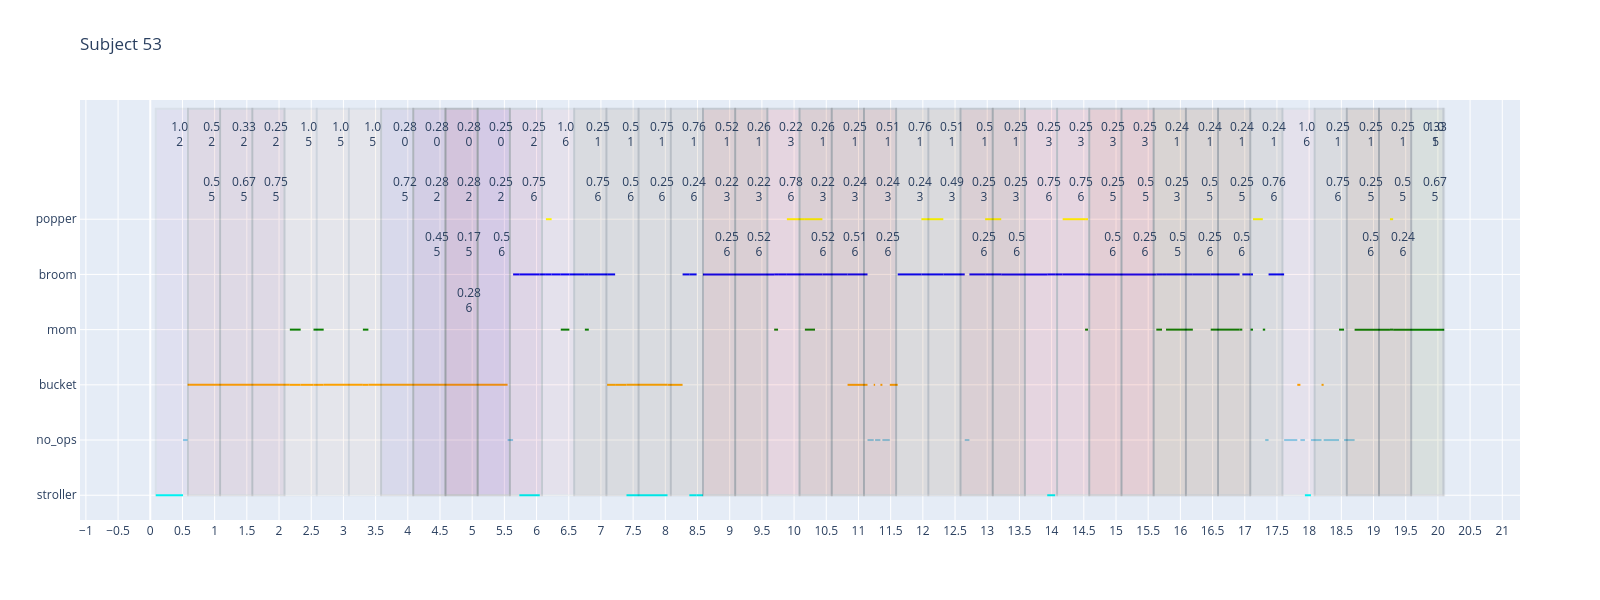 Subject 53
1.0 0.5 0.33 0.25 1.0 1.0 1.0 0.28 0.28 0.28 0.25 0.25 1.0 0.25 0.5 0.75 0.76 0.52 0.26 0.22 0.26 0.25 0.51 0.76 0.51 0.5 0.25 0.25 0.25 0.25 0.25 0.24 0.24 0.24 0.24 1.0 0.25 0.25 0.25
2 2 2 2 5 5 5 0 0 0 0 2 6 1 1 1 1 1 1 3 1 1 1 1 1 1 1 3 3 3 3 1 1 1 1 6 1 1 1
0.5 0.67 0.75 0.72 0.28 0.28 0.25 0.75 0.75 0.5 0.25 0.24 0.22 0.22 0.78 0.22 0.24 0.24 0.24 0.49 0.25 0.25 0.75 0.75 0.25 0.5 0.25 0.5 0.25 0.76 0.75 0.25 0.5 0.67
5 5 5 5 2 2 2 6 6 6 6 6 3 3 6 3 3 3 3 3 3 3 6 6 5 5 3 5 5 6 6 5 5 5
popper
0.45 0.17 0.5 0.25 0.52 0.52 0.51 0.25 0.25 0.5 0.5 0.25 0.5 0.25 0.5 0.5 0.24
5 5 6 6 6 6 6 6 6 6 6 6 5 6 6 6 6
broom
0.28
6
mom
bucket
no_ops
stroller
−1 −0.5 0 0.5 1 1.5 2 2.5 3 3.5 4 4.5 5 5.5 6 6.5 7 7.5 8 8.5 9 9.5 10 10.5 11 11.5 12 12.5 13 13.5 14 14.5 15 15.5 16 16.5 17 17.5 18 18.5 19 19.5 20 20.5 21